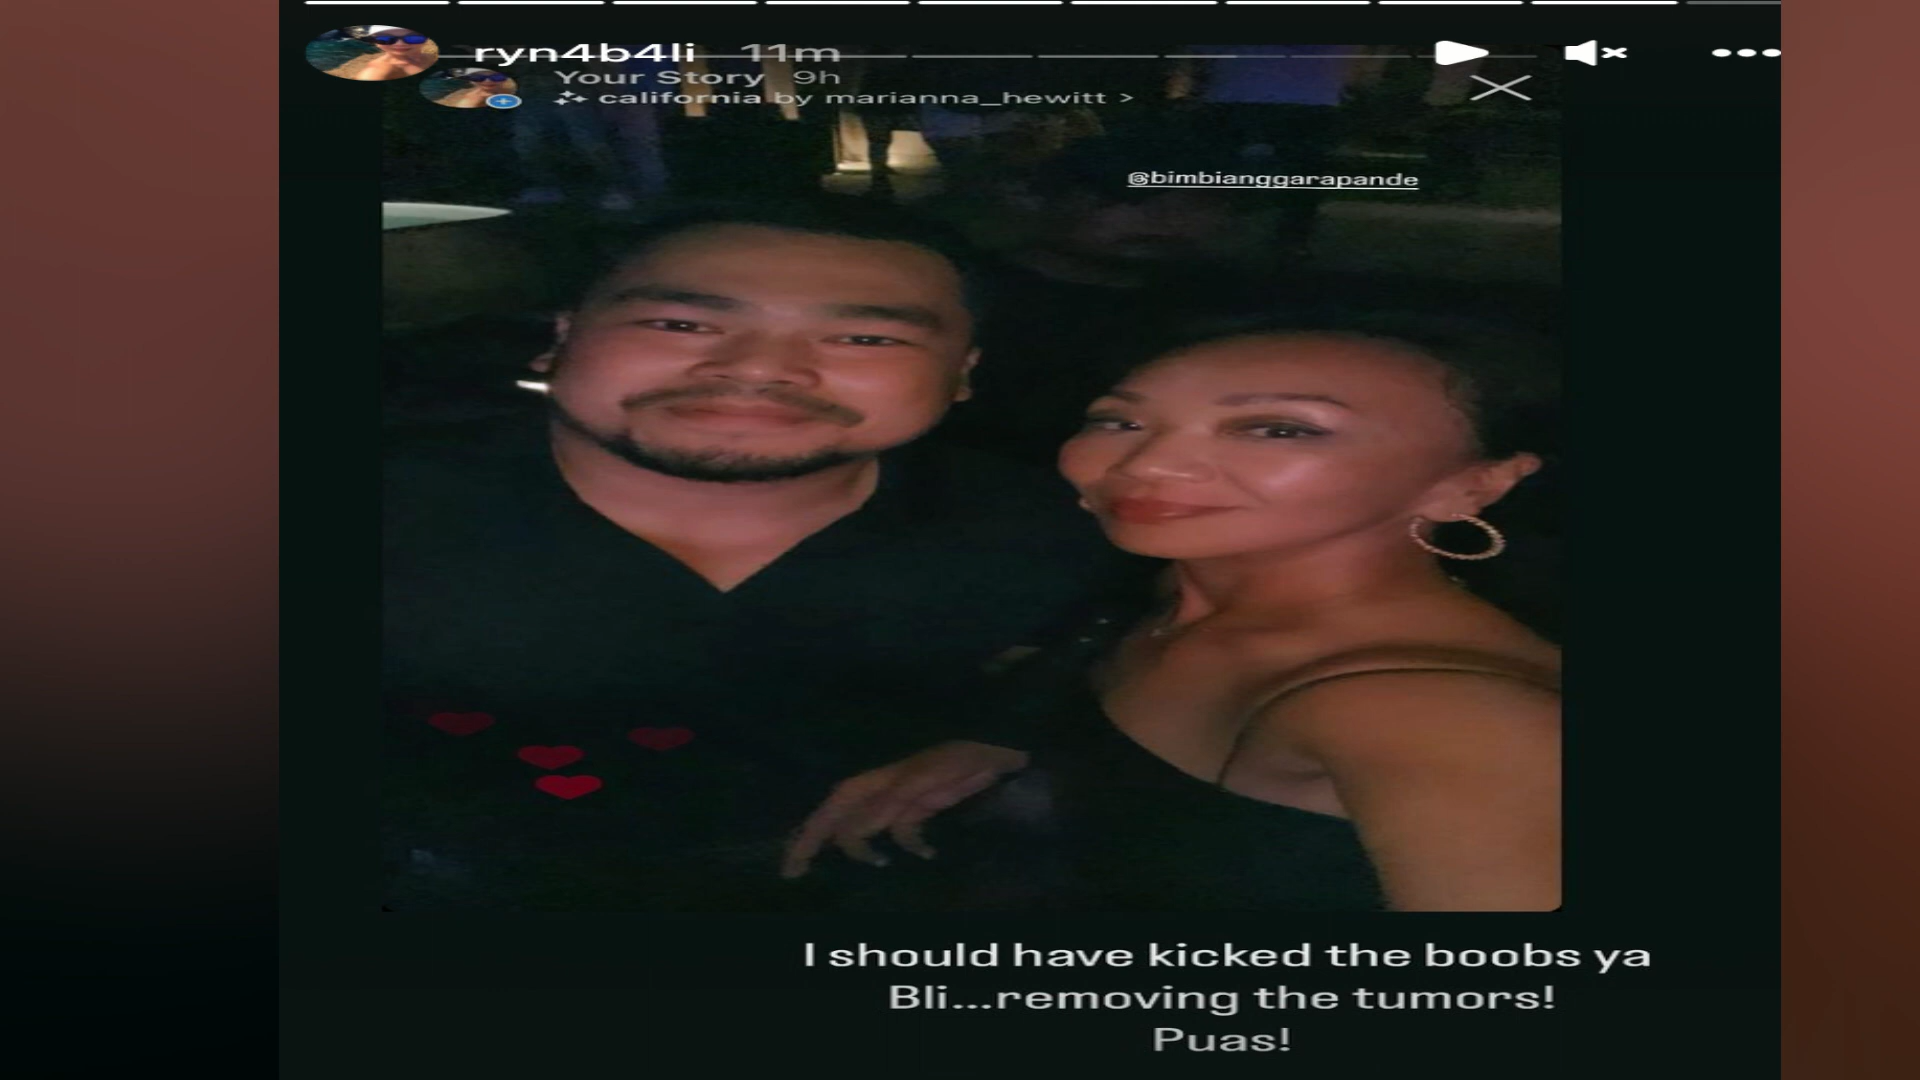 ryn4b4li 11m
Your Story 9h
california by marianna_hewitt >
@bimbianggarapande
I should have kicked the boobs ya
Bli...removing the tumors!
Puas!